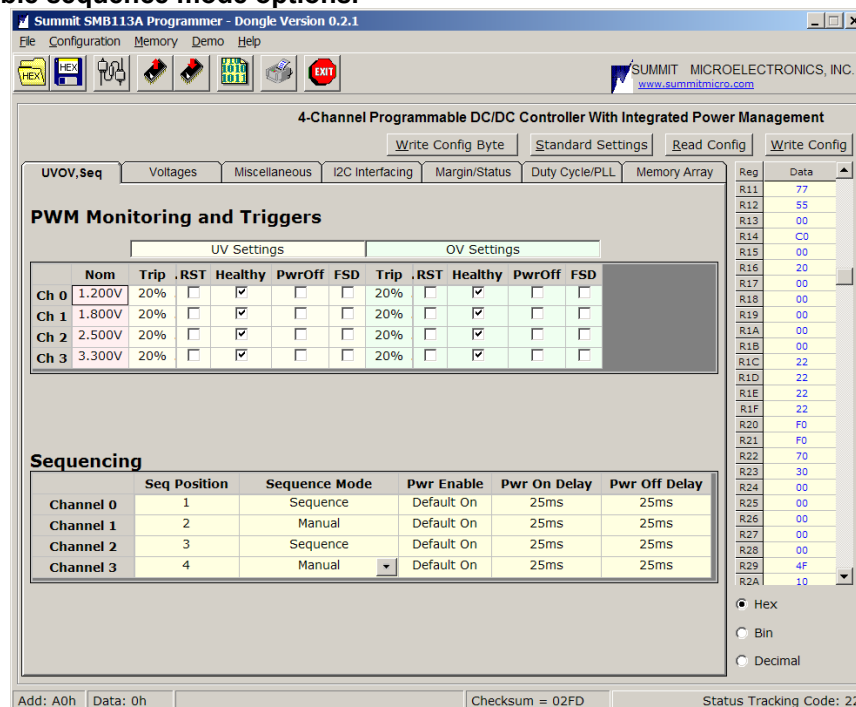 ble sequence mode options.
Summit SMB113A Programmer - Dongle Version 0.2.1
File Configuration Memory Demo Help
HEX HEX 1010 1011 EXIT
SUMMIT MICROELECTRONICS, INC.
www.summitmicro.com
4-Channel Programmable DC/DC Controller With Integrated Power Management
Write Config Byte Standard Settings Read Config Write Config
UVOV,Seq Voltages Miscellaneous I2C Interfacing Margin/Status Duty Cycle/PLL Memory Array
PWM Monitoring and Triggers
UV Settings OV Settings
Nom Trip .RST Healthy PwrOff FSD Trip .RST Healthy PwrOff FSD
Ch 0 1.200V 20% 20%
Ch 1 1.800V 20% 20%
Ch 2 2.500V 20% 20%
Ch 3 3.300V 20% 20%
Sequencing
Seq Position Sequence Mode Pwr Enable Pwr On Delay Pwr Off Delay
Channel 0 1 Sequence Default On 25ms 25ms
Channel 1 2 Manual Default On 25ms 25ms
Channel 2 3 Sequence Default On 25ms 25ms
Channel 3 4 Manual Default On 25ms 25ms
Reg Data
R11 77
R12 55
R13 00
R14 C0
R15 00
R16 20
R17 00
R18 00
R19 00
R1A 00
R1B 00
R1C 22
R1D 22
R1E 22
R1F 22
R20 F0
R21 F0
R22 70
R23 30
R24 00
R25 00
R26 00
R27 00
R28 00
R29 4F
R2A 10
Hex
Bin
Decimal
Add: A0h Data: 0h Checksum = 02FD Status Tracking Code: 22